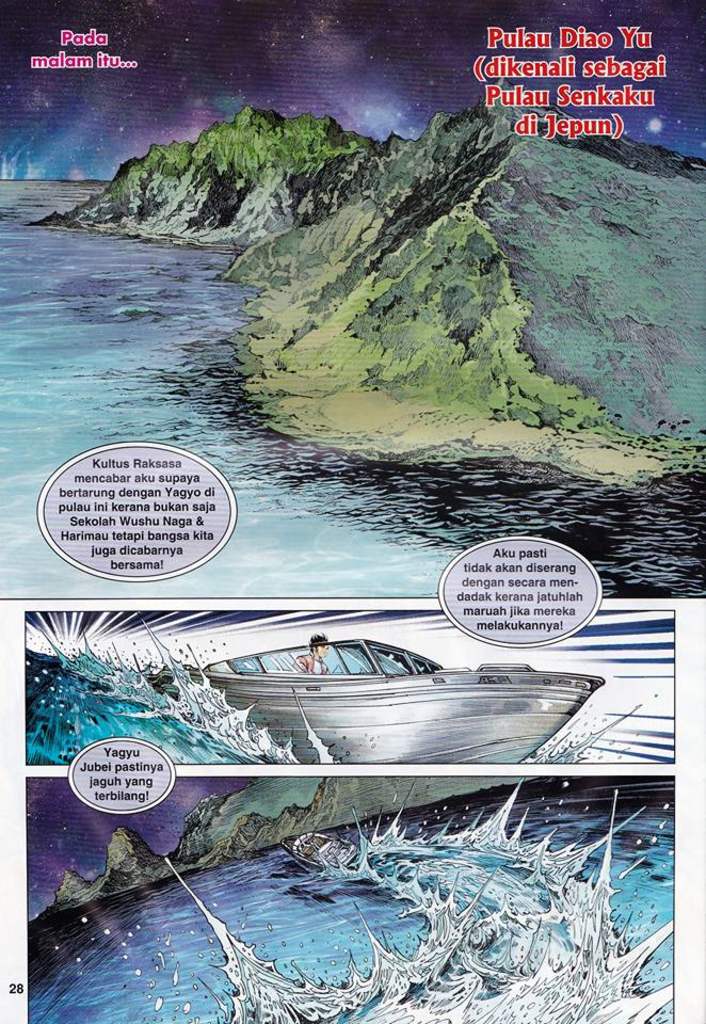 Pada
malam itu...
Pulau Diao Yu
(dikenali sebagai
Pulau Senkaku
di Jepun)
Kultus Raksasa
mencabar aku supaya
bertarung dengan Yagyo di
pulau ini kerana bukan saja
Sekolah Wushu Naga &
Harimau tetapi bangsa kita
juga dicabarnya
bersama!
Aku pasti
tidak akan diserang
dengan secara men-
dadak kerana jatuhlah
maruah jika mereka
melakukannya!
Yagyu
Jubei pastinya
jaguh yang
terbilang!
28